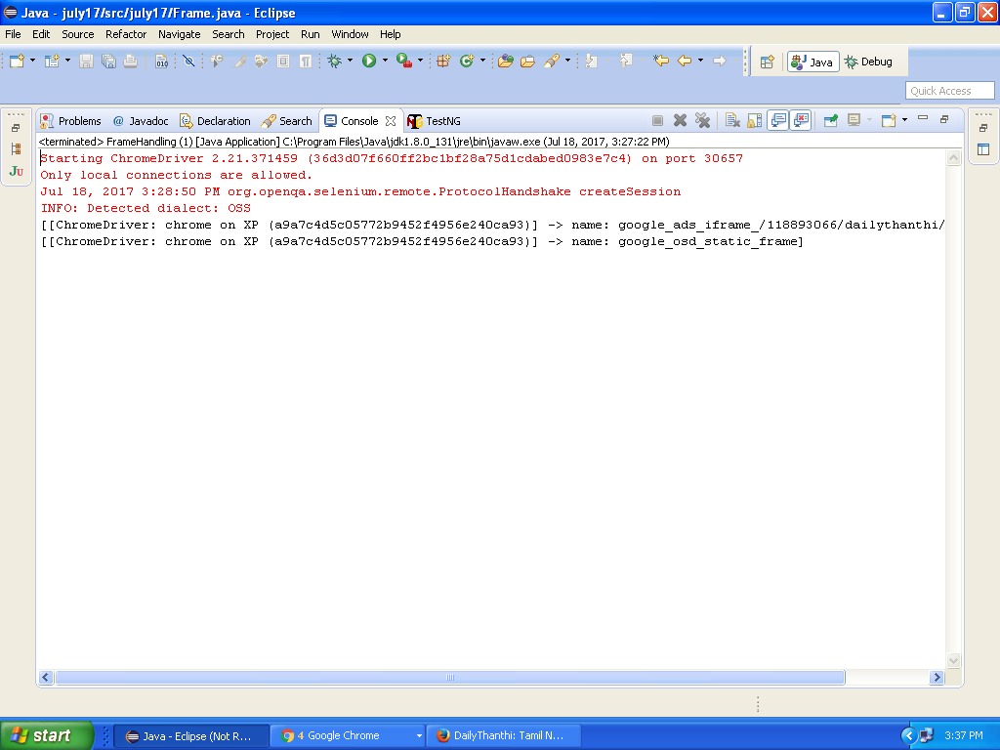 Java - july17/src/july17/Frame.java - Eclipse
File Edit Source Refactor Navigate Search Project Run Window Help
Java Debug
Quick Access
Problems @ Javadoc Declaration Search Console TestNG
<terminated> FrameHandling (1) [Java Application] C:\Program Files\Java\jdk1.8.0_131\jre\bin\javaw.exe (Jul 18, 2017, 3:27:22 PM)
Starting ChromeDriver 2.21.371459 (36d3d07f660ff2bc1bf28a75d1cdabed0983e7c4) on port 30657
Only local connections are allowed.
Jul 18, 2017 3:28:50 PM org.openqa.selenium.remote.ProtocolHandshake createSession
INFO: Detected dialect: OSS
[[ChromeDriver: chrome on XP (a9a7c4d5c05772b9452f4956e240ca93)] -> name: google_ads_iframe_/118893066/dailythanthi/
[[ChromeDriver: chrome on XP (a9a7c4d5c05772b9452f4956e240ca93)] -> name: google_osd_static_frame]
JU
start Java - Eclipse (Not R... 4 Google Chrome DailyThanthi: Tamil N... 3:37 PM